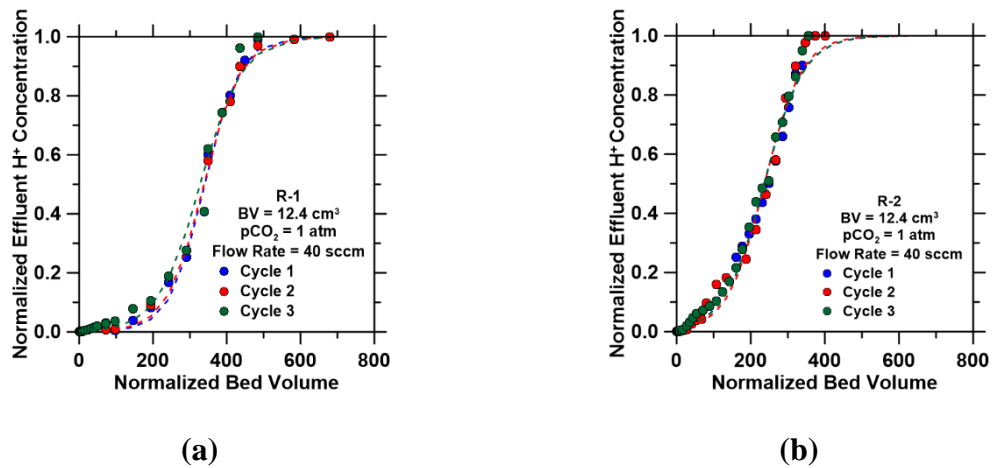 1.0
0.8
0.6
0.4
0.2
0.0
Normalized Effluent H⁺ Concentration
R-1
BV = 12.4 cm³
pCO₂ = 1 atm
Flow Rate = 40 sccm
Cycle 1
Cycle 2
Cycle 3
0 200 400 600 800
Normalized Bed Volume
(a)
1.0
0.8
0.6
0.4
0.2
0.0
Normalized Effluent H⁺ Concentration
R-2
BV = 12.4 cm³
pCO₂ = 1 atm
Flow Rate = 40 sccm
Cycle 1
Cycle 2
Cycle 3
0 200 400 600 800
Normalized Bed Volume
(b)